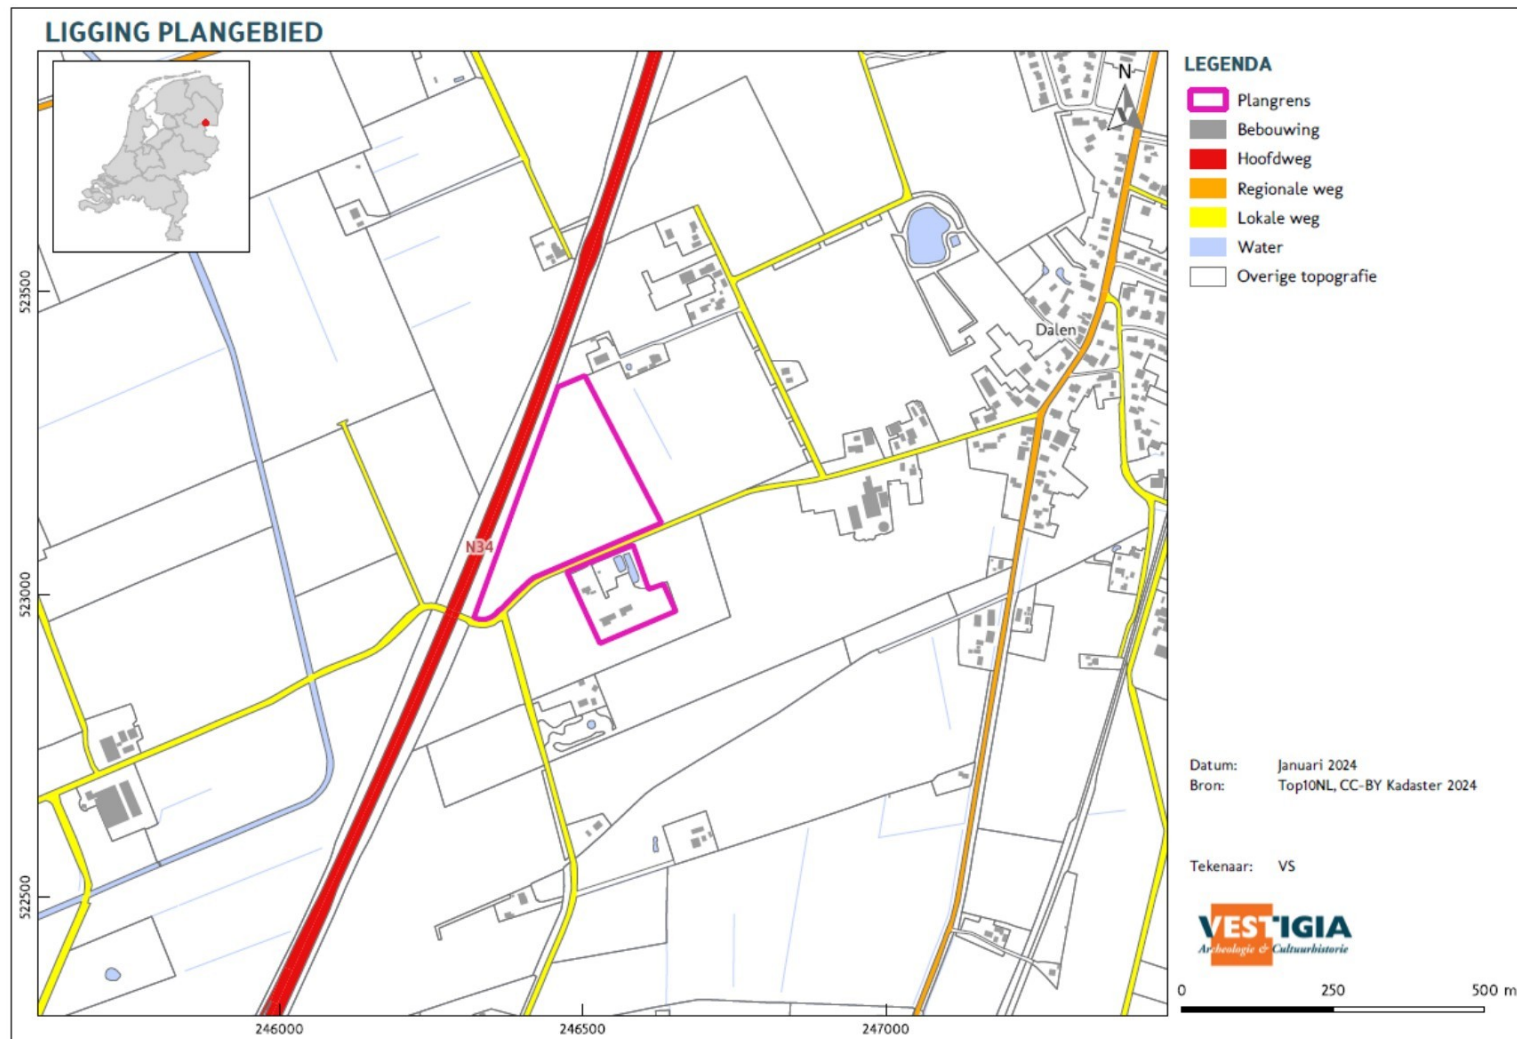 LIGGING PLANGEBIED
N
LEGENDA
Plangrens
Bebouwing
Hoofdweg
Regionale weg
Lokale weg
Water
Overige topografie
523500
Dalen
N34
523000
522500
246000
246500
247000
Datum: Januari 2024
Bron: Top10NL, CC-BY Kadaster 2024
Tekenaar: VS
VESTIGIA
Archeologie & Cultuurhistorie
0 250 500 m